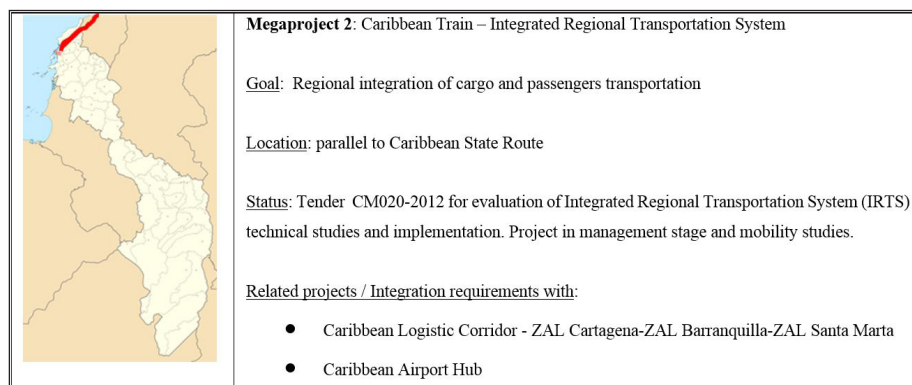 Megaproject 2: Caribbean Train – Integrated Regional Transportation System
Goal: Regional integration of cargo and passengers transportation
Location: parallel to Caribbean State Route
Status: Tender CM020-2012 for evaluation of Integrated Regional Transportation System (IRTS)
technical studies and implementation. Project in management stage and mobility studies.
Related projects / Integration requirements with:
● Caribbean Logistic Corridor - ZAL Cartagena-ZAL Barranquilla-ZAL Santa Marta
● Caribbean Airport Hub